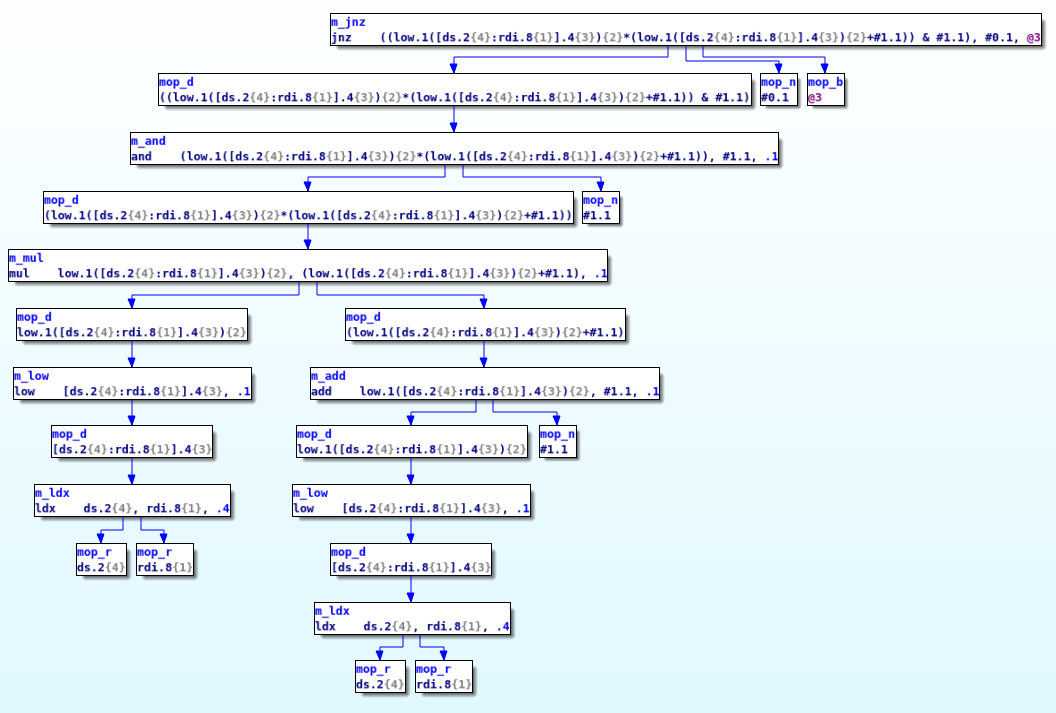 m_jnz
jnz    ((low.1([ds.2{4}:rdi.8{1}].4{3}){2}*(low.1([ds.2{4}:rdi.8{1}].4{3}){2}+#1.1)) & #1.1), #0.1, @3
mop_d
((low.1([ds.2{4}:rdi.8{1}].4{3}){2}*(low.1([ds.2{4}:rdi.8{1}].4{3}){2}+#1.1)) & #1.1)
mop_n
#0.1
mop_b
@3
m_and
and    (low.1([ds.2{4}:rdi.8{1}].4{3}){2}*(low.1([ds.2{4}:rdi.8{1}].4{3}){2}+#1.1)), #1.1, .1
mop_d
(low.1([ds.2{4}:rdi.8{1}].4{3}){2}*(low.1([ds.2{4}:rdi.8{1}].4{3}){2}+#1.1))
mop_n
#1.1
m_mul
mul    low.1([ds.2{4}:rdi.8{1}].4{3}){2}, (low.1([ds.2{4}:rdi.8{1}].4{3}){2}+#1.1), .1
mop_d
low.1([ds.2{4}:rdi.8{1}].4{3}){2}
mop_d
(low.1([ds.2{4}:rdi.8{1}].4{3}){2}+#1.1)
m_low
low    [ds.2{4}:rdi.8{1}].4{3}, .1
m_add
add    low.1([ds.2{4}:rdi.8{1}].4{3}){2}, #1.1, .1
mop_d
[ds.2{4}:rdi.8{1}].4{3}
mop_d
low.1([ds.2{4}:rdi.8{1}].4{3}){2}
mop_n
#1.1
m_ldx
ldx    ds.2{4}, rdi.8{1}, .4
m_low
low    [ds.2{4}:rdi.8{1}].4{3}, .1
mop_r
ds.2{4}
mop_r
rdi.8{1}
mop_d
[ds.2{4}:rdi.8{1}].4{3}
m_ldx
ldx    ds.2{4}, rdi.8{1}, .4
mop_r
ds.2{4}
mop_r
rdi.8{1}